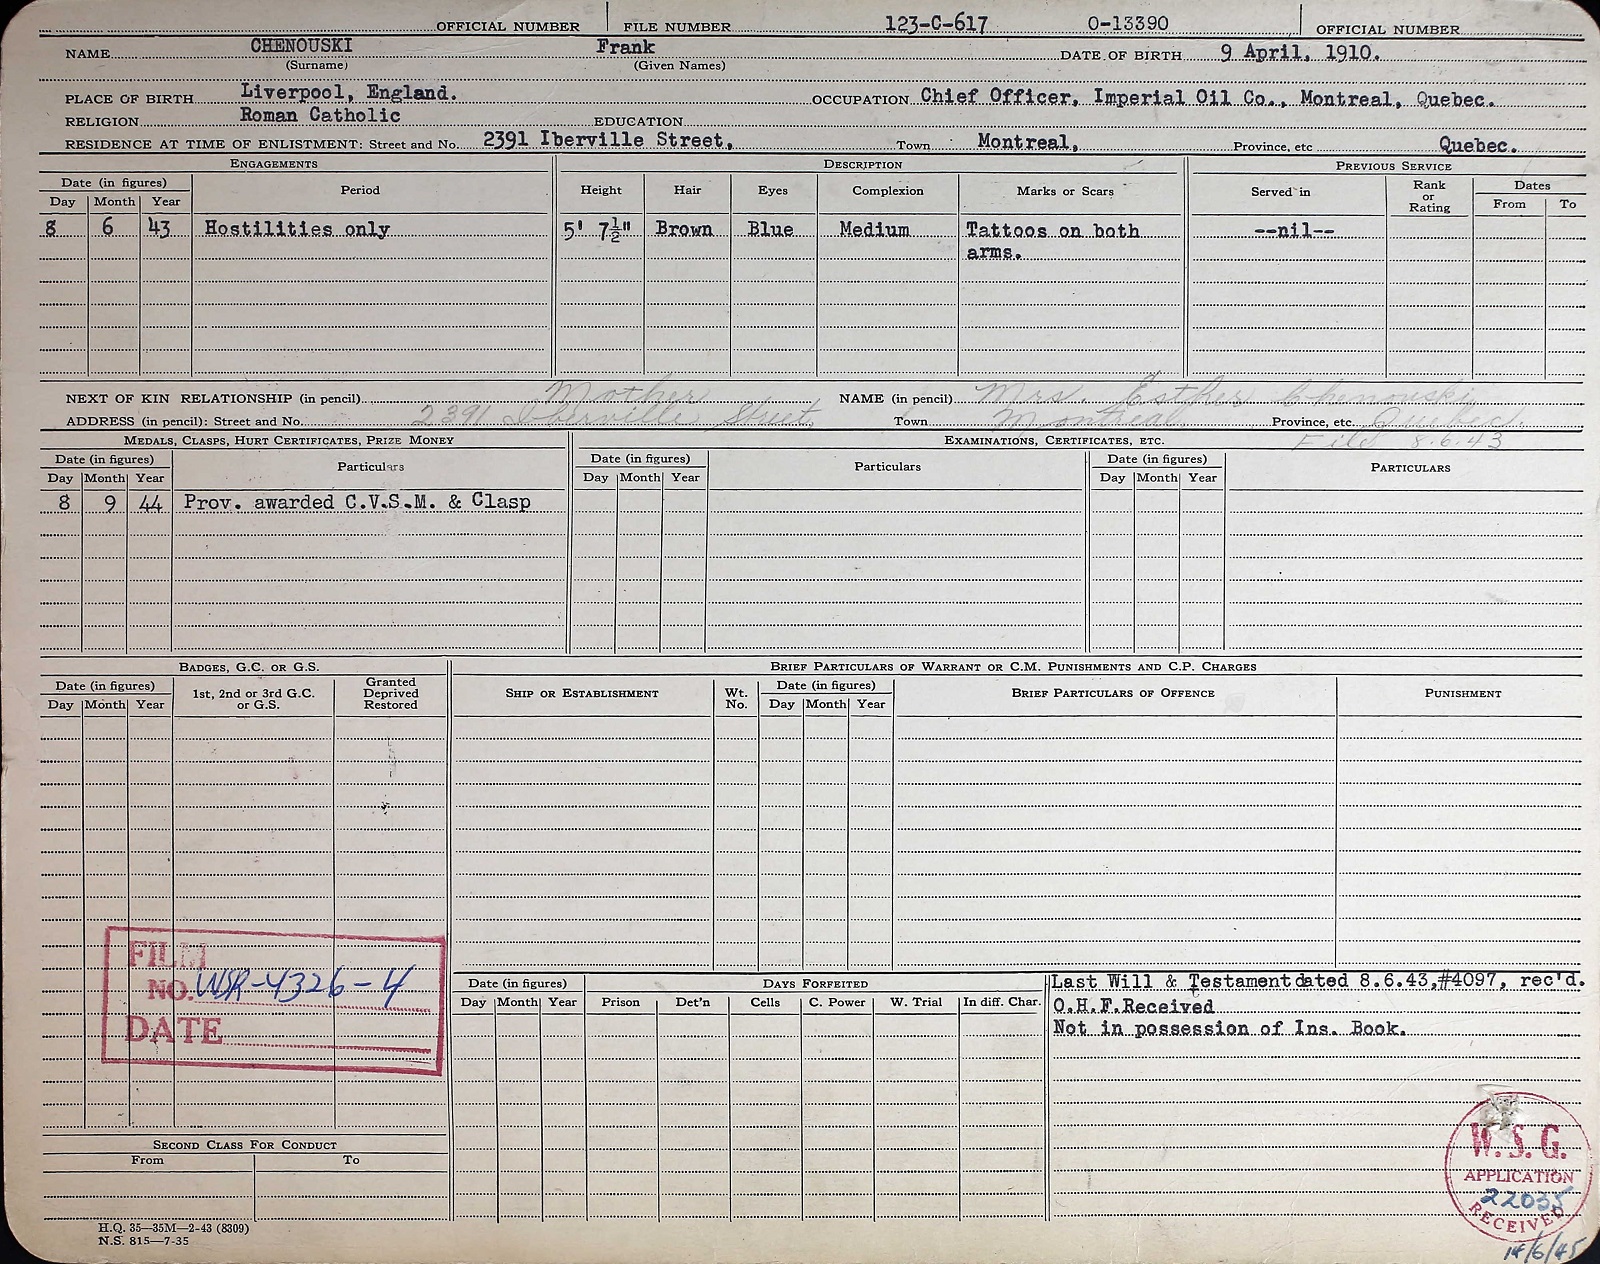 OFFICIAL NUMBER FILE NUMBER 123-C-617 O-13390 OFFICIAL NUMBER
NAME CHENOUSKI Frank DATE OF BIRTH 9 April, 1910.
(Surname) (Given Names)
PLACE OF BIRTH Liverpool, England. OCCUPATION Chief Officer, Imperial Oil Co., Montreal, Quebec.
RELIGION Roman Catholic EDUCATION
RESIDENCE AT TIME OF ENLISTMENT: Street and No. 2391 Iberville Street, Town Montreal, Province, etc Quebec.
ENGAGEMENTS DESCRIPTION PREVIOUS SERVICE
Date (in figures) Period Height Hair Eyes Complexion Marks or Scars Served in Rank or Rating Dates
Day Month Year From To
8 6 43 Hostilities only 5' 7½" Brown Blue Medium Tattoos on both --nil--
arms.
NEXT OF KIN RELATIONSHIP (in pencil) Mother NAME (in pencil) Mrs. Esther Chenouski
ADDRESS (in pencil): Street and No. 2391 Iberville Street, Town Montreal Province, etc. Quebec.
MEDALS, CLASPS, HURT CERTIFICATES, PRIZE MONEY EXAMINATIONS, CERTIFICATES, ETC. File 8.6.43
Date (in figures) Particulars Date (in figures) Particulars Date (in figures) PARTICULARS
Day Month Year Day Month Year Day Month Year
8 9 44 Prov. awarded C.V.S.M. & Clasp
BADGES, G.C. OR G.S. BRIEF PARTICULARS OF WARRANT OR C.M. PUNISHMENTS AND C.P. CHARGES
Date (in figures) 1st, 2nd or 3rd G.C. or G.S. Granted Deprived Restored SHIP OR ESTABLISHMENT Wt. No. Date (in figures) BRIEF PARTICULARS OF OFFENCE PUNISHMENT
Day Month Year Day Month Year
FILM
NO. WSR-4326-4
DATE
Date (in figures) DAYS FORFEITED Last Will & Testament dated 8.6.43,#4097, rec'd.
Day Month Year Prison Det'n Cells C. Power W. Trial In diff. Char. O.H.F.Received
Not in possession of Ins. Book.
SECOND CLASS FOR CONDUCT
From To
W. S. G.
APPLICATION
22035
RECEIVED
14/6/45
H.Q. 35—35M—2-43 (8309)
N.S. 815—7-35